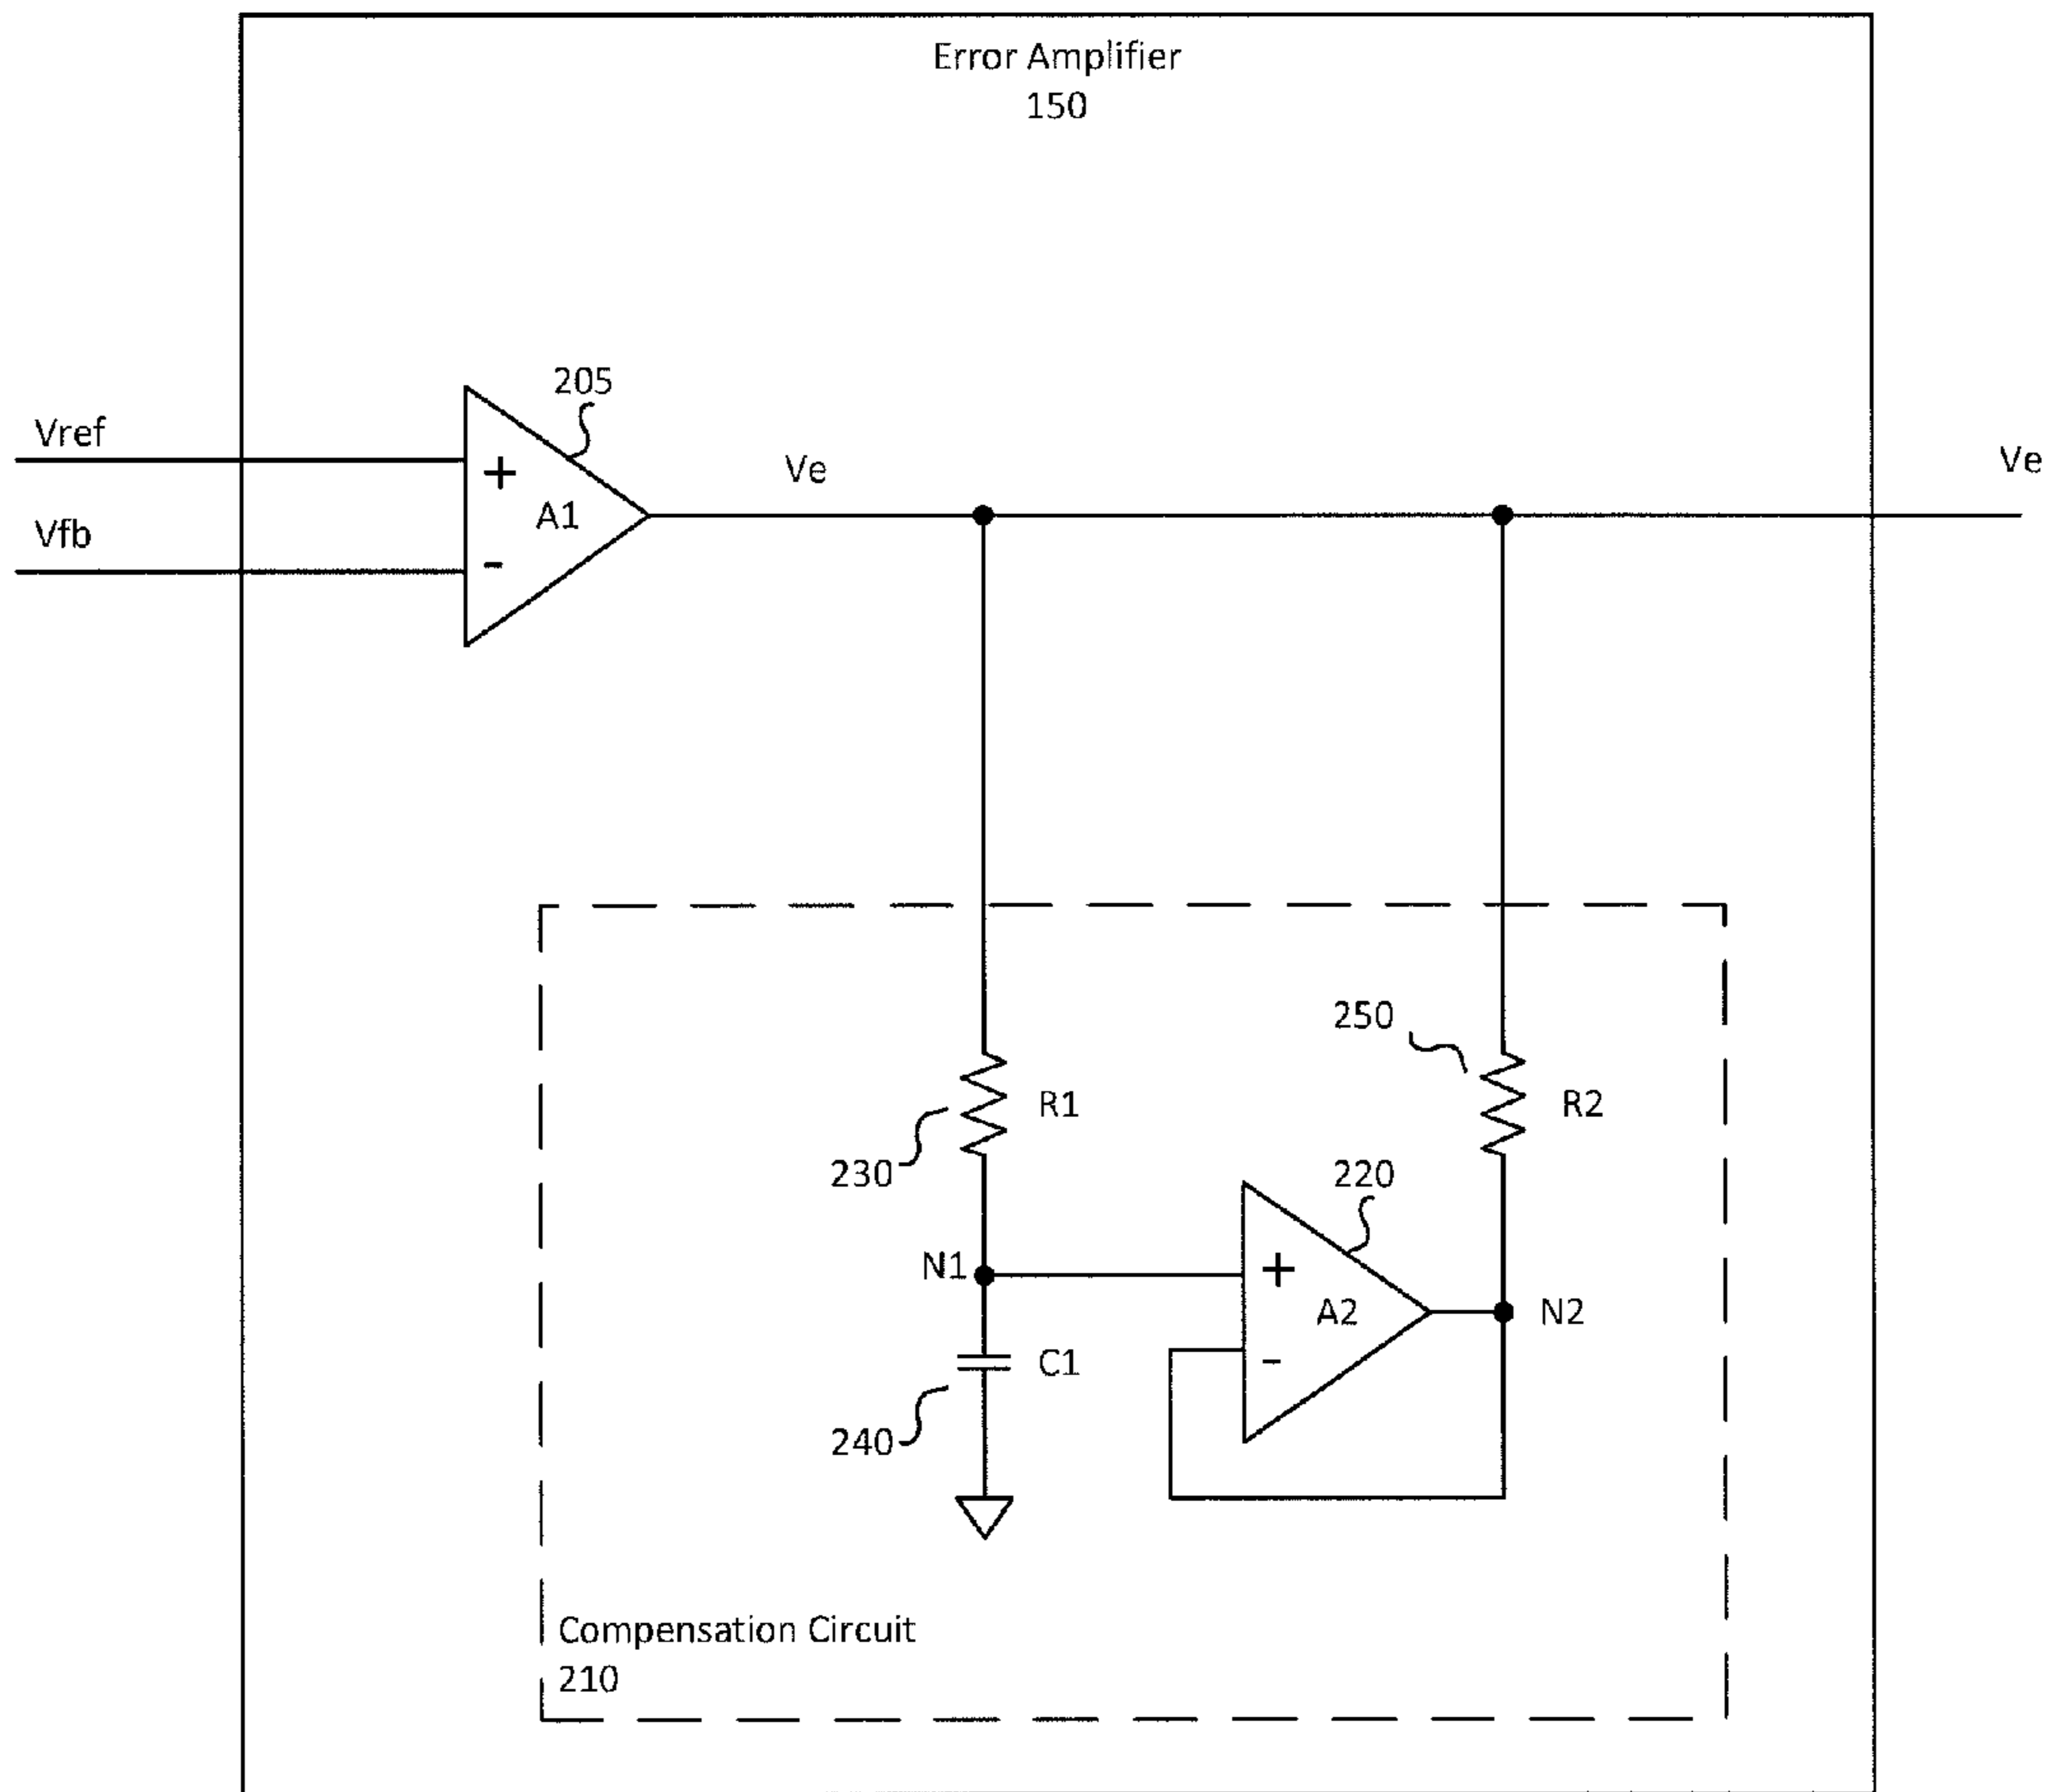 Error Amplifier
150
205
Vref
+
A1
Ve
Ve
Vfb
-
250
R1
R2
230
220
N1
+
A2
N2
-
C1
240
Compensation Circuit
210